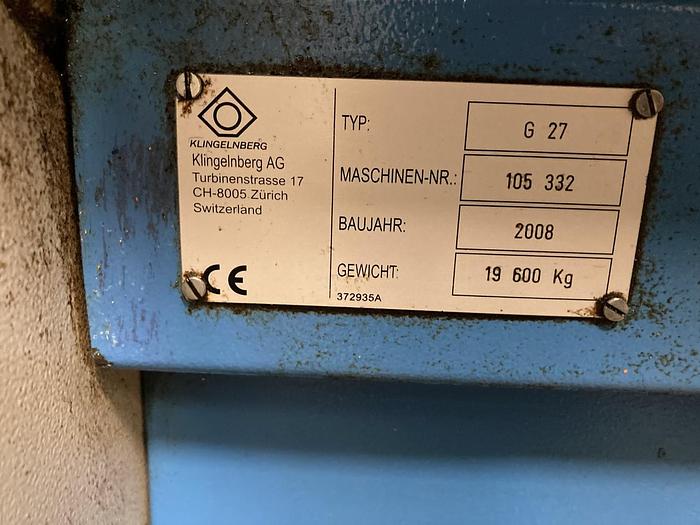 KLINGELNBERG
Klingelnberg AG
Turbinenstrasse 17
CH-8005 Zürich
Switzerland
CE
TYP: G 27
MASCHINEN-NR.: 105 332
BAUJAHR: 2008
GEWICHT: 19 600 Kg
372935A